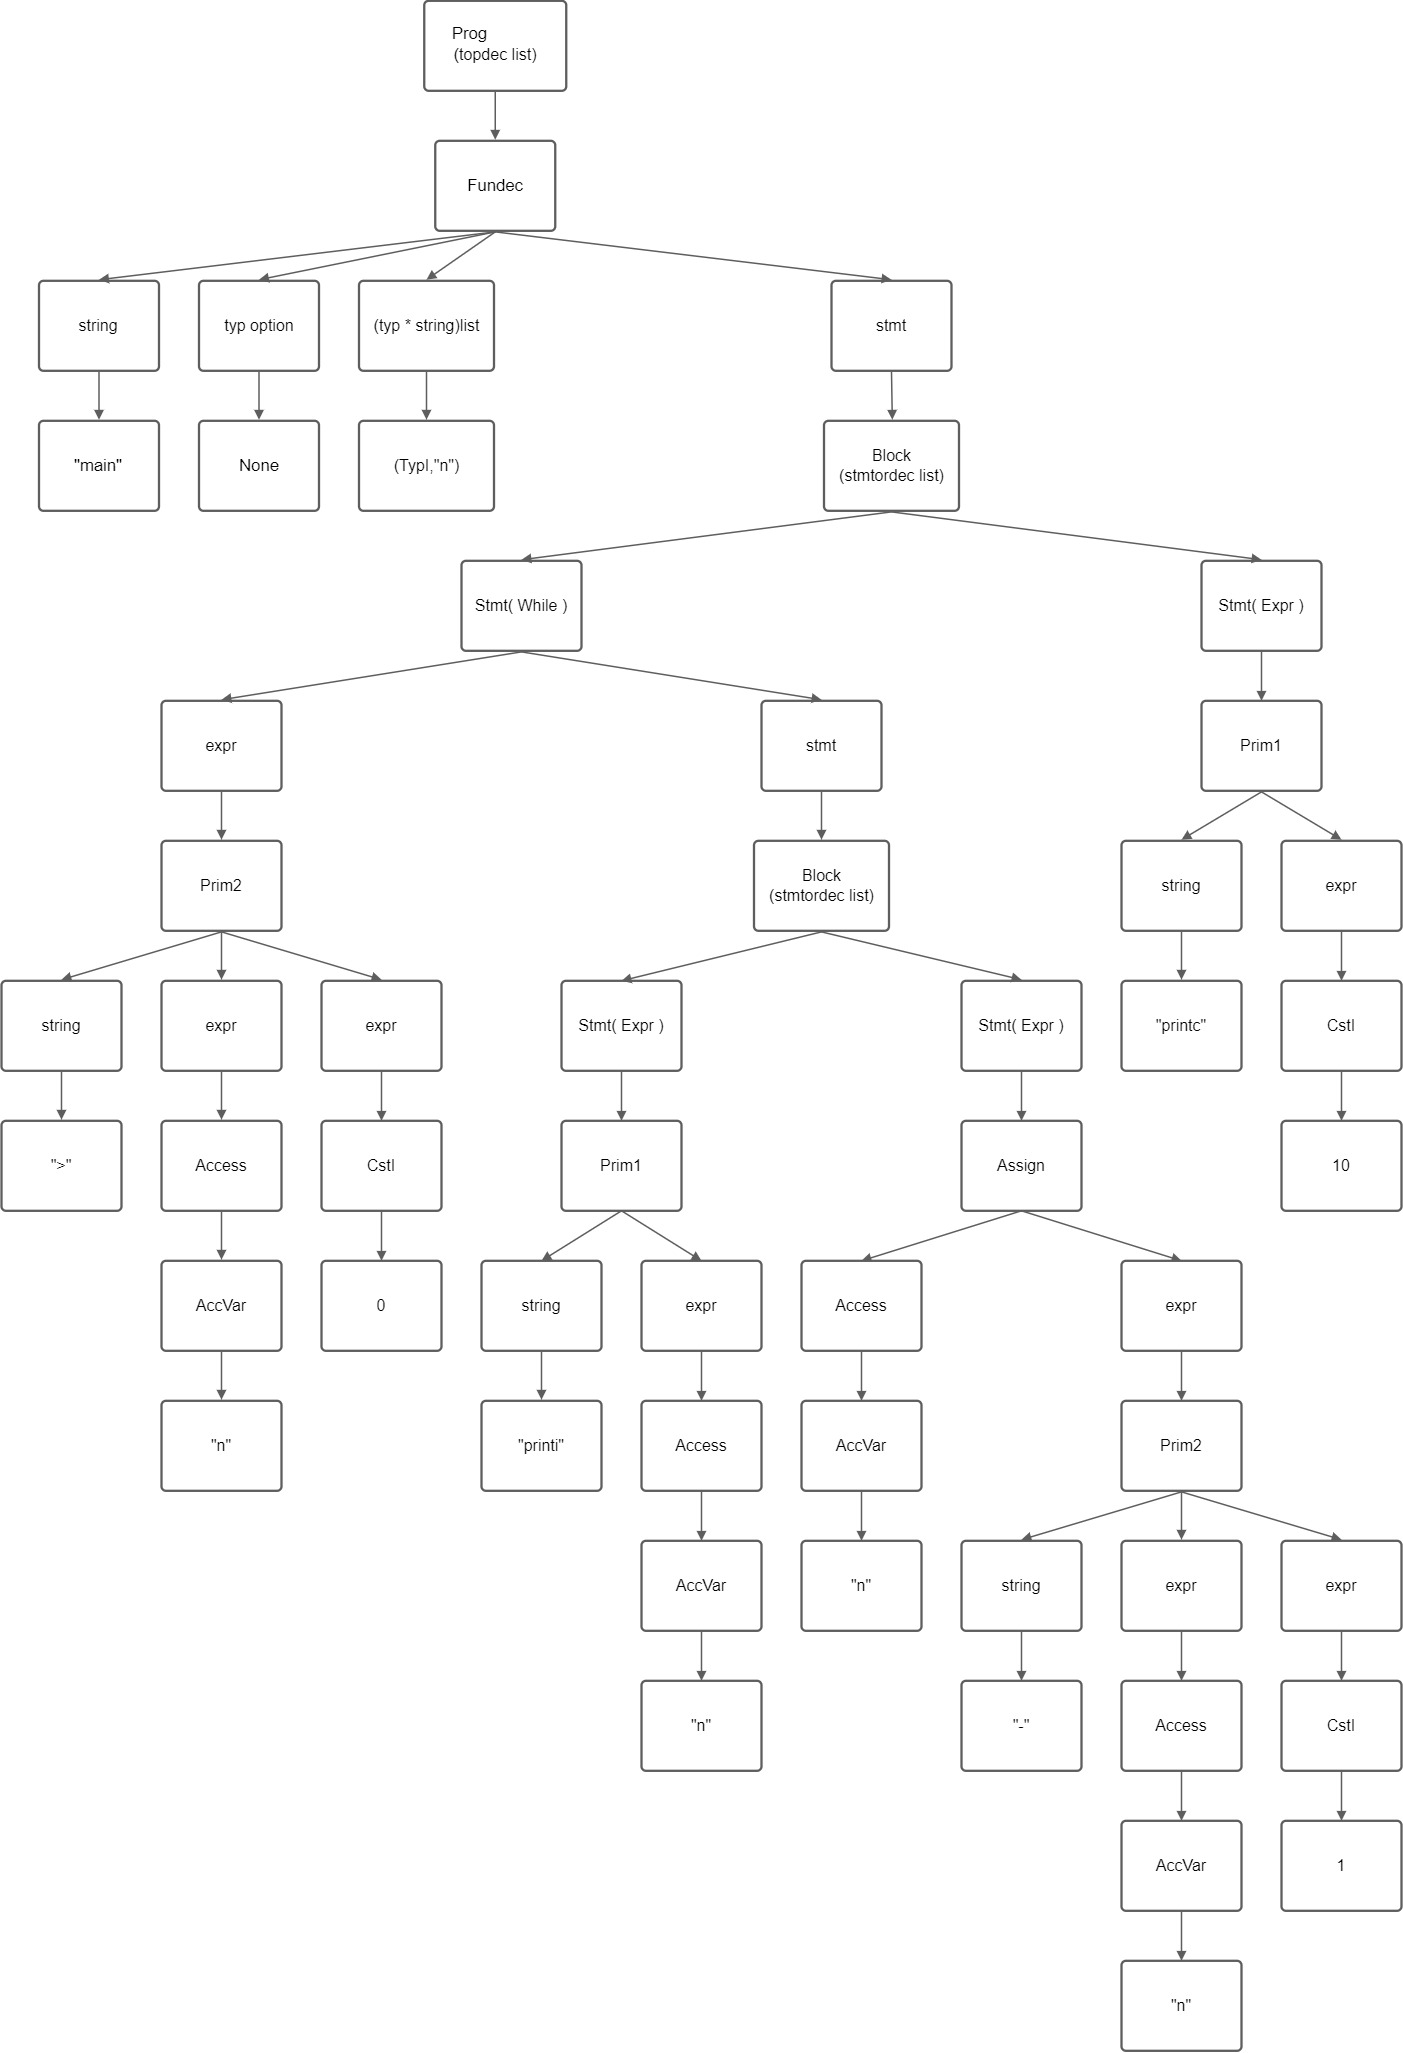 Prog
(topdec list)
Fundec
string
typ option
(typ * string)list
stmt
"main"
None
(TypI,"n")
Block
(stmtordec list)
Stmt( While )
Stmt( Expr )
expr
stmt
Prim1
Prim2
Block
(stmtordec list)
string
expr
string
expr
expr
Stmt( Expr )
Stmt( Expr )
"printc"
CstI
">"
Access
CstI
Prim1
Assign
10
AccVar
0
string
expr
Access
expr
"n"
"printi"
Access
AccVar
Prim2
AccVar
"n"
string
expr
expr
"n"
"-"
Access
CstI
AccVar
1
"n"